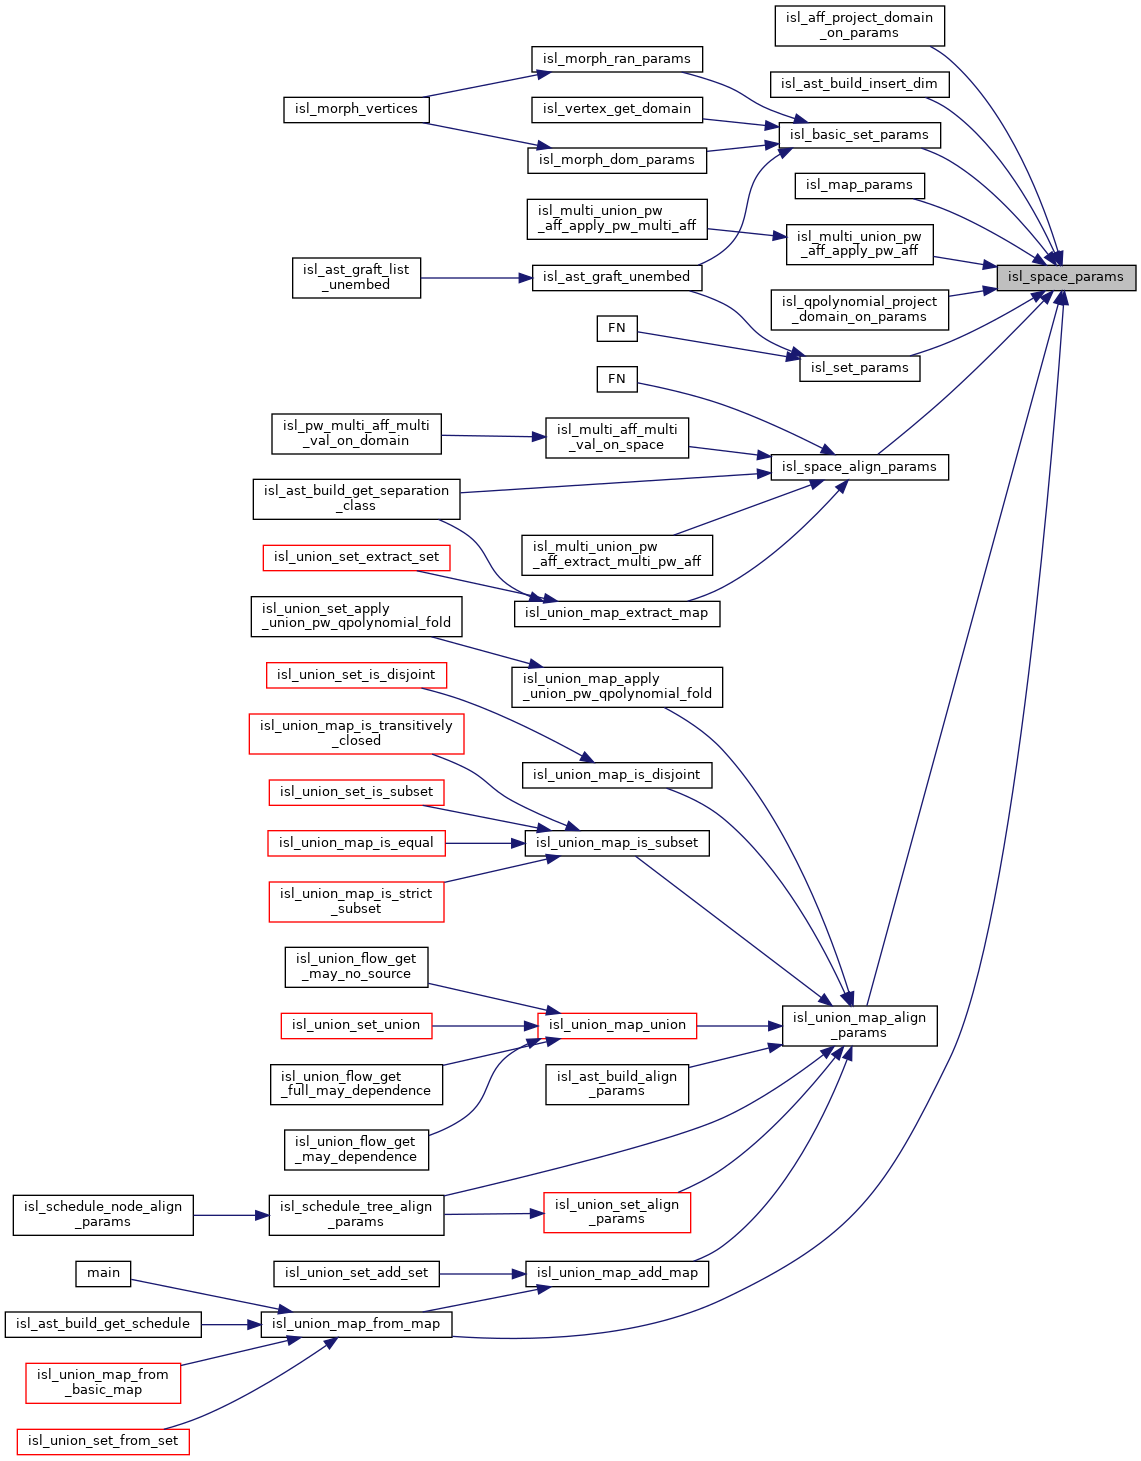 isl_aff_project_domain
_on_params
isl_morph_ran_params
isl_ast_build_insert_dim
isl_morph_vertices
isl_vertex_get_domain
isl_basic_set_params
isl_morph_dom_params
isl_map_params
isl_multi_union_pw
_aff_apply_pw_multi_aff
isl_multi_union_pw
_aff_apply_pw_aff
isl_ast_graft_list
_unembed
isl_ast_graft_unembed
isl_space_params
isl_qpolynomial_project
_domain_on_params
FN
isl_set_params
FN
isl_pw_multi_aff_multi
_val_on_domain
isl_multi_aff_multi
_val_on_space
isl_space_align_params
isl_ast_build_get_separation
_class
isl_multi_union_pw
_aff_extract_multi_pw_aff
isl_union_set_extract_set
isl_union_map_extract_map
isl_union_set_apply
_union_pw_qpolynomial_fold
isl_union_set_is_disjoint
isl_union_map_apply
_union_pw_qpolynomial_fold
isl_union_map_is_transitively
_closed
isl_union_map_is_disjoint
isl_union_set_is_subset
isl_union_map_is_equal
isl_union_map_is_subset
isl_union_map_is_strict
_subset
isl_union_flow_get
_may_no_source
isl_union_set_union
isl_union_map_union
isl_union_map_align
_params
isl_union_flow_get
_full_may_dependence
isl_ast_build_align
_params
isl_union_flow_get
_may_dependence
isl_schedule_node_align
_params
isl_schedule_tree_align
_params
isl_union_set_align
_params
main
isl_union_set_add_set
isl_union_map_add_map
isl_ast_build_get_schedule
isl_union_map_from_map
isl_union_map_from
_basic_map
isl_union_set_from_set